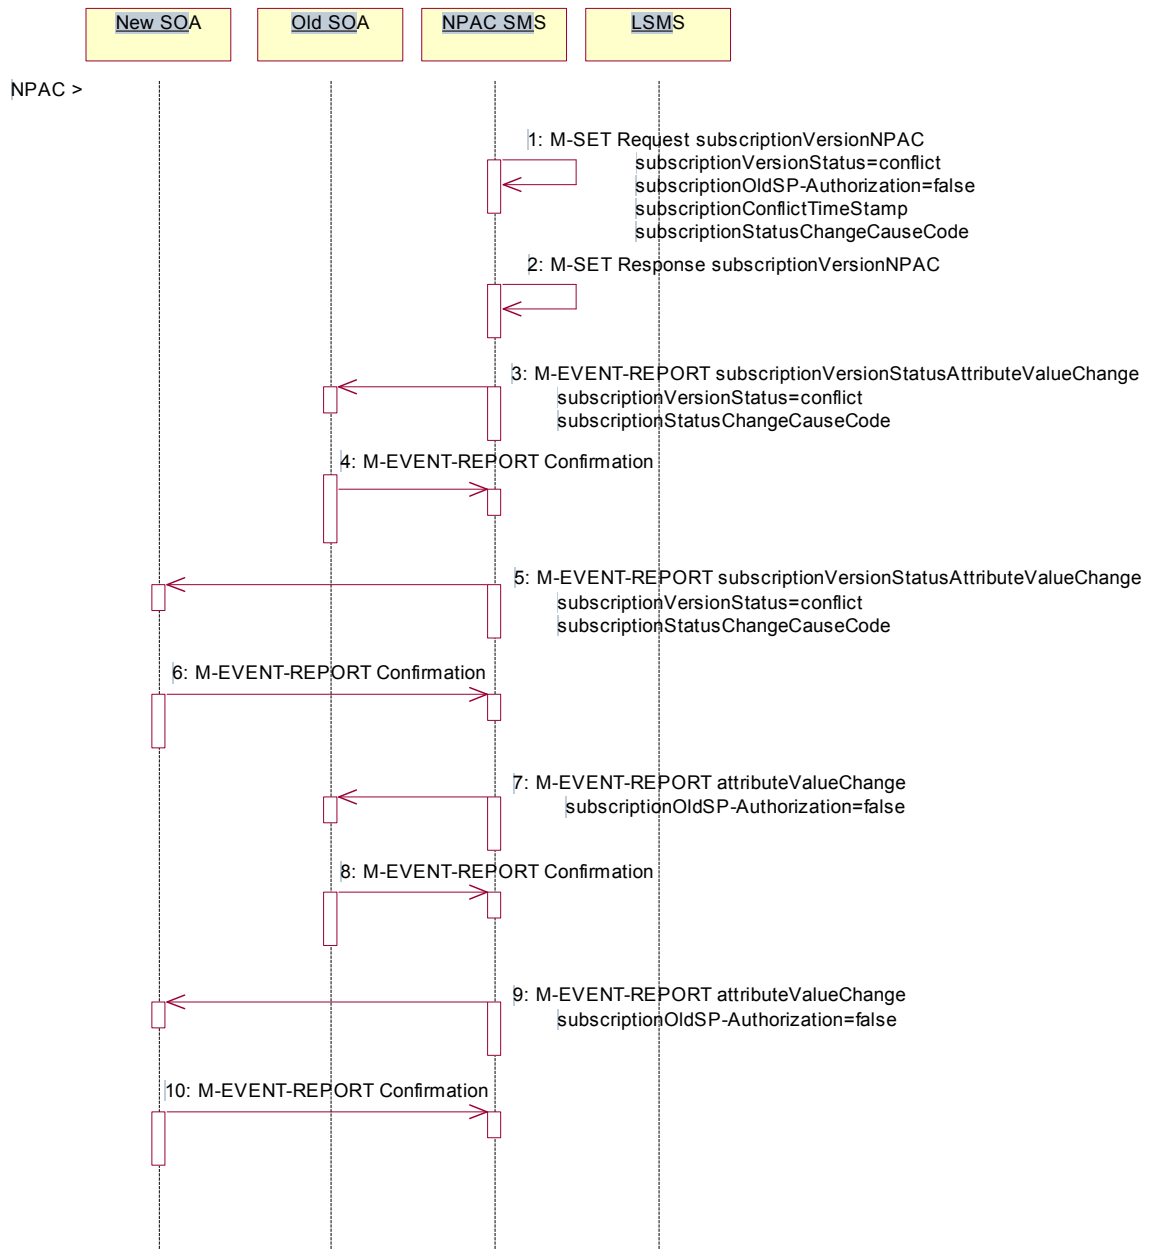 New SOA
Old SOA
NPAC SMS
LSMS
NPAC >
1: M-SET Request subscriptionVersionNPAC
subscriptionVersionStatus=conflict
subscriptionOldSP-Authorization=false
subscriptionConflictTimeStamp
subscriptionStatusChangeCauseCode
2: M-SET Response subscriptionVersionNPAC
3: M-EVENT-REPORT subscriptionVersionStatusAttributeValueChange
subscriptionVersionStatus=conflict
subscriptionStatusChangeCauseCode
4: M-EVENT-REPORT Confirmation
5: M-EVENT-REPORT subscriptionVersionStatusAttributeValueChange
subscriptionVersionStatus=conflict
subscriptionStatusChangeCauseCode
6: M-EVENT-REPORT Confirmation
7: M-EVENT-REPORT attributeValueChange
subscriptionOldSP-Authorization=false
8: M-EVENT-REPORT Confirmation
9: M-EVENT-REPORT attributeValueChange
subscriptionOldSP-Authorization=false
10: M-EVENT-REPORT Confirmation